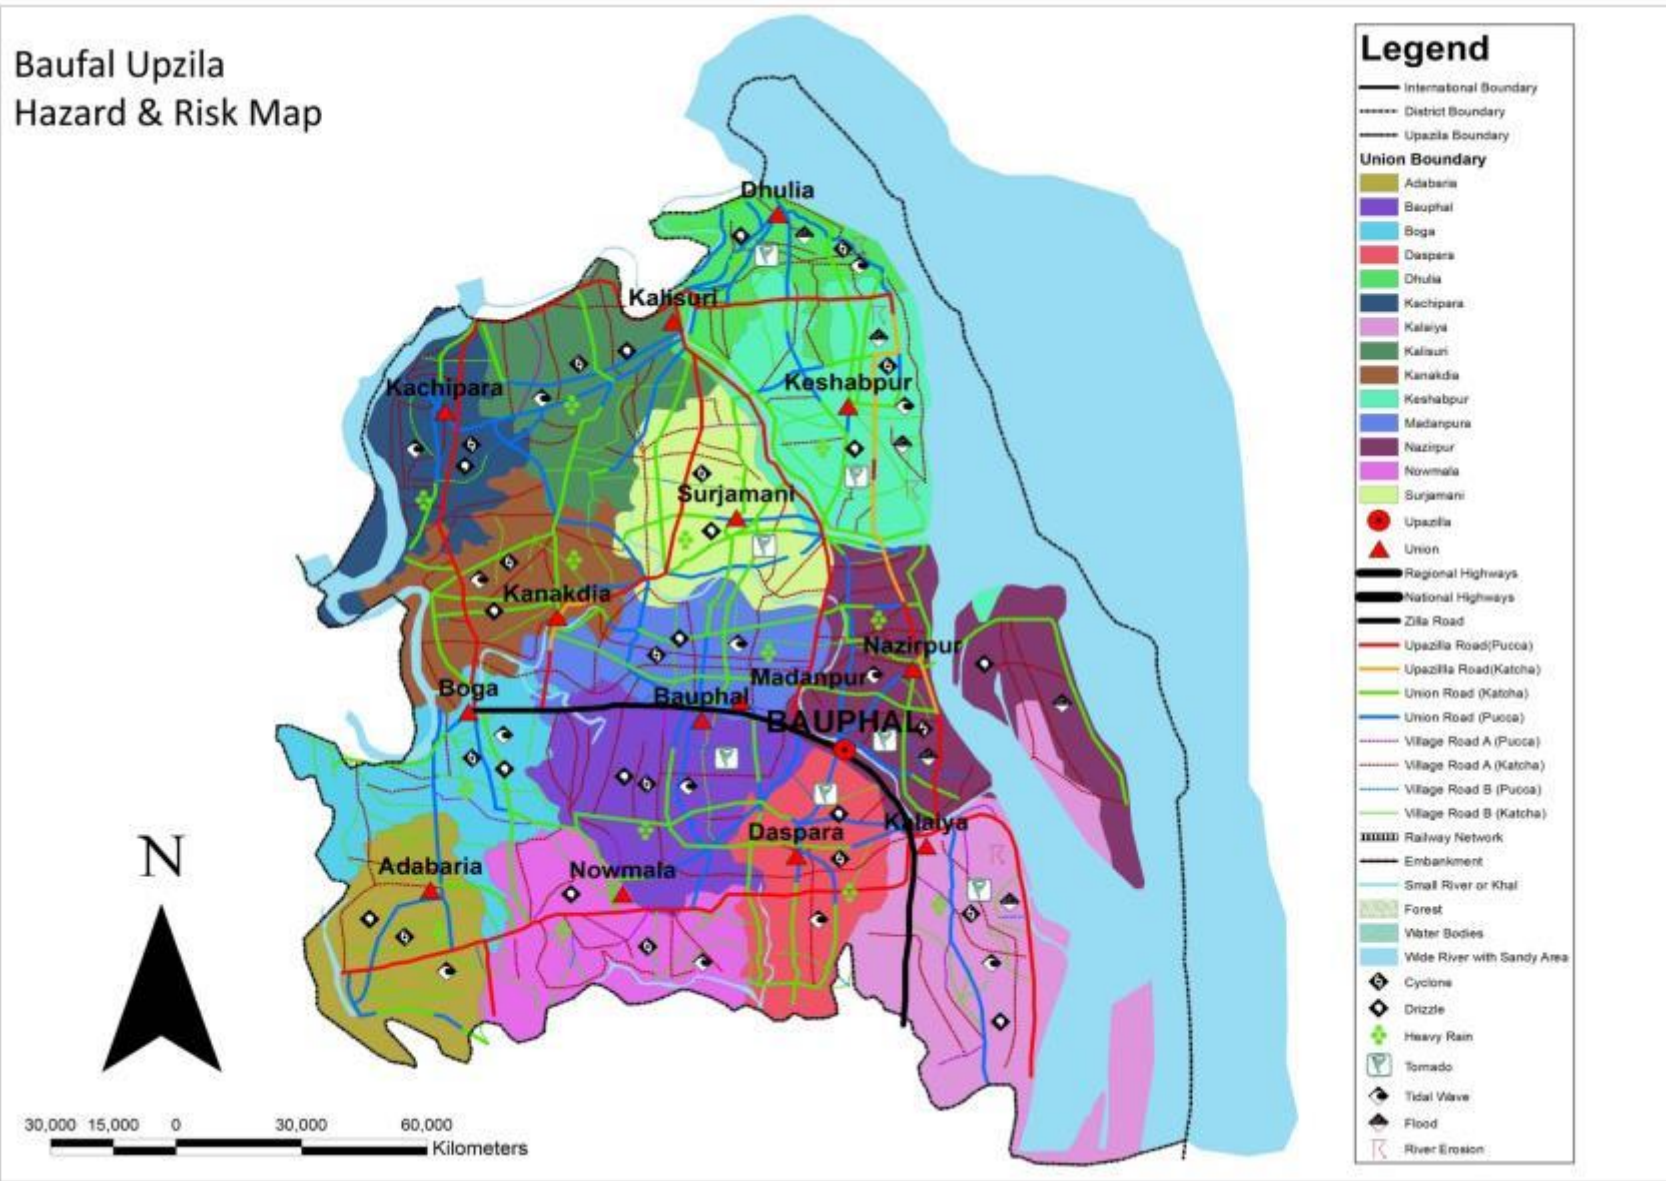 Baufal Upzila
Hazard & Risk Map
Dhulia
Kalisuri
Kachipara
Keshabpur
Surjamani
Kanakdia
Nazirpur
Madanpur
Boga
Bauphal
BAUPHAL
Kalaiya
Daspara
Adabaria
Nowmala
N
30,000 15,000 0 30,000 60,000
Kilometers
Legend
International Boundary
District Boundary
Upazila Boundary
Union Boundary
Adabaria
Bauphal
Boga
Daspara
Dhulia
Kachipara
Kalaiya
Kalisuri
Kanakdia
Keshabpur
Madanpura
Nazirpur
Nowmala
Surjamani
Upazilla
Union
Regional Highways
National Highways
Zilla Road
Upazilla Road(Pucca)
Upazillla Road(Katcha)
Union Road (Katcha)
Union Road (Pucca)
Village Road A (Pucca)
Village Road A (Katcha)
Village Road B (Pucca)
Village Road B (Katcha)
Railway Network
Embankment
Small River or Khal
Forest
Water Bodies
Wide River with Sandy Area
Cyclone
Drizzle
Heavy Rain
Tornado
Tidal Wave
Flood
River Erosion